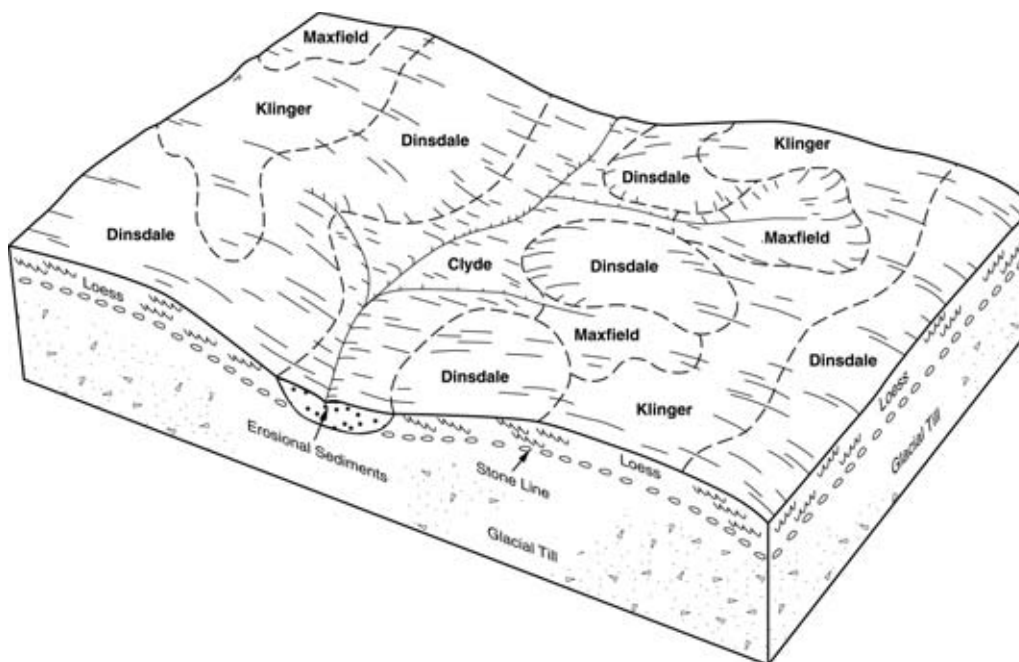 Maxfield
Klinger
Dinsdale
Klinger
Dinsdale
Dinsdale
Maxfield
Clyde
Dinsdale
Maxfield
Dinsdale
Dinsdale
Klinger
Loess
Erosional Sediments
Stone Line
Loess
Glacial Till
Loess
Glacial Till